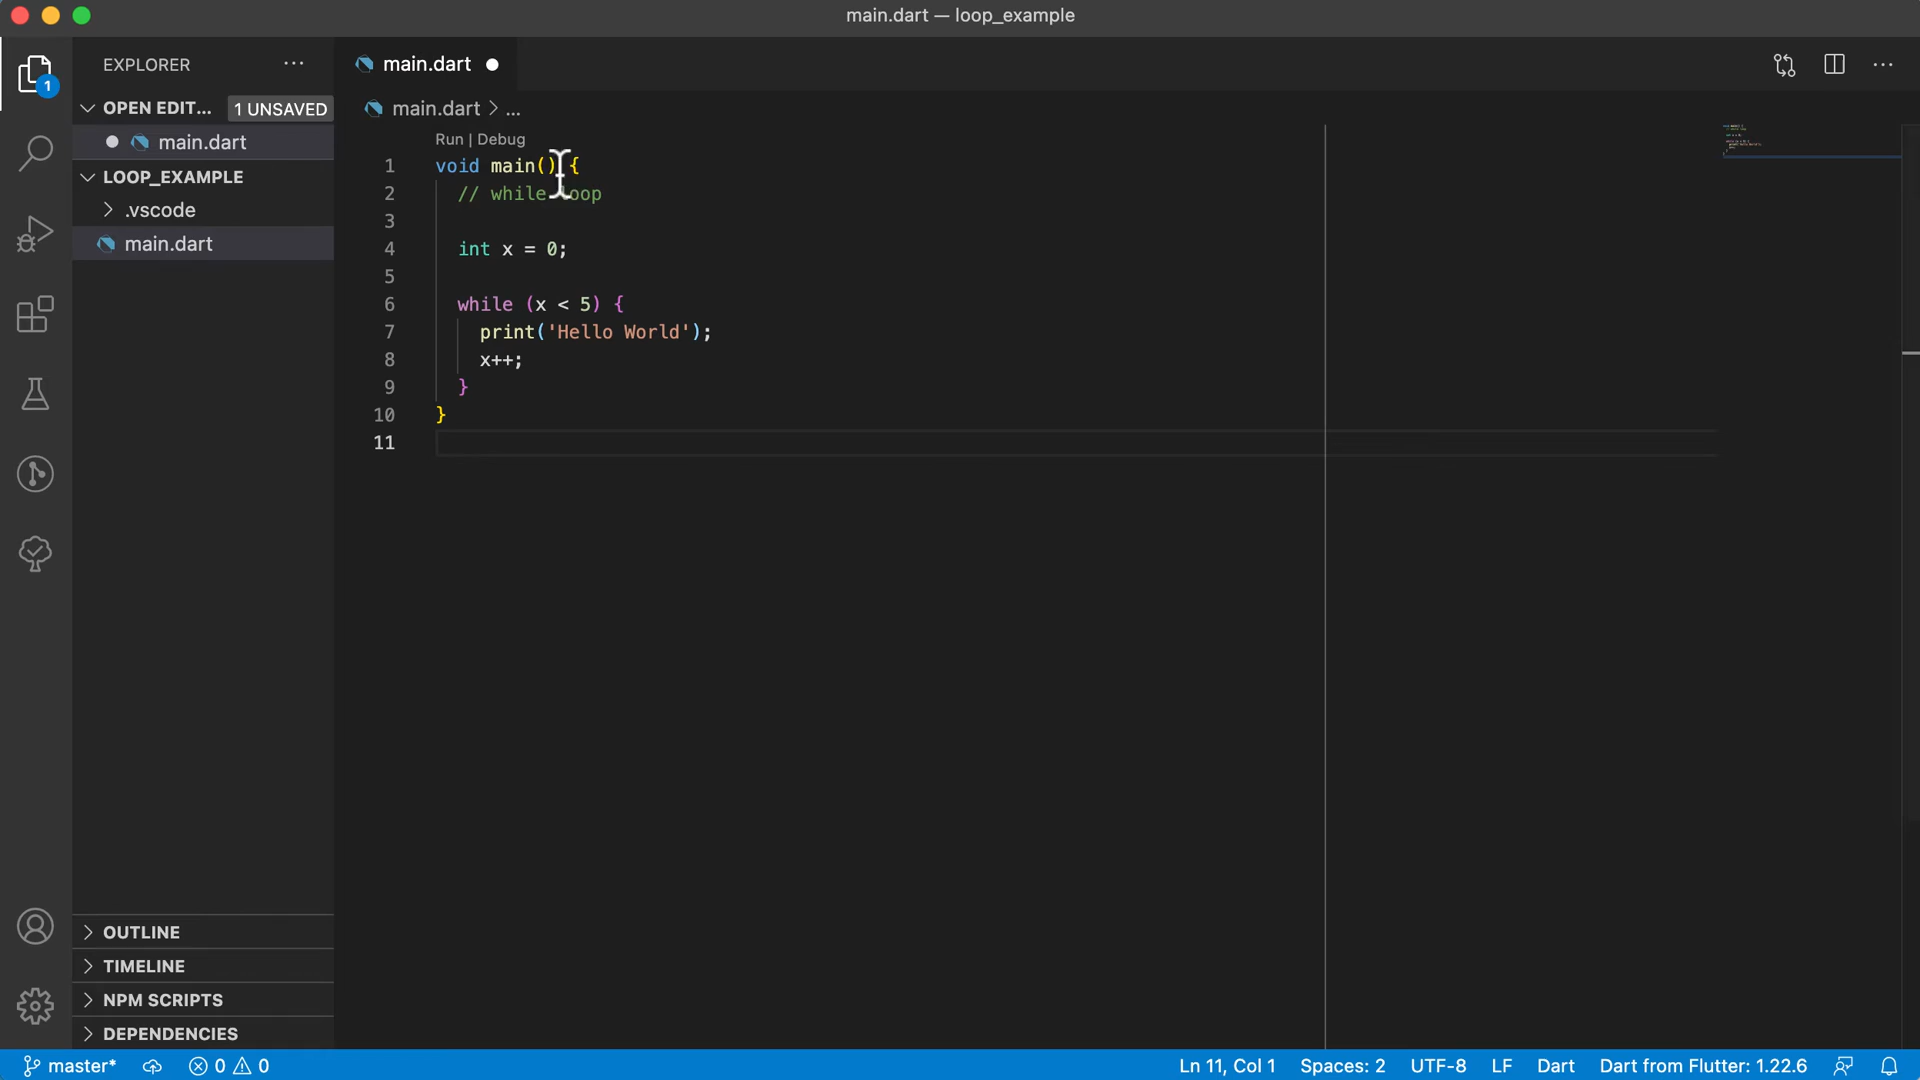 main.dart — loop_example
EXPLORER ···
1
OPEN EDIT... 1 UNSAVED
main.dart
LOOP_EXAMPLE
.vscode
main.dart
OUTLINE
TIMELINE
NPM SCRIPTS
DEPENDENCIES
main.dart
main.dart > ...
Run | Debug
1 void main() {
2 // while loop
3
4 int x = 0;
5
6 while (x < 5) {
7 print('Hello World');
8 x++;
9 }
10 }
11
master* 0 0 Ln 11, Col 1 Spaces: 2 UTF-8 LF Dart Dart from Flutter: 1.22.6